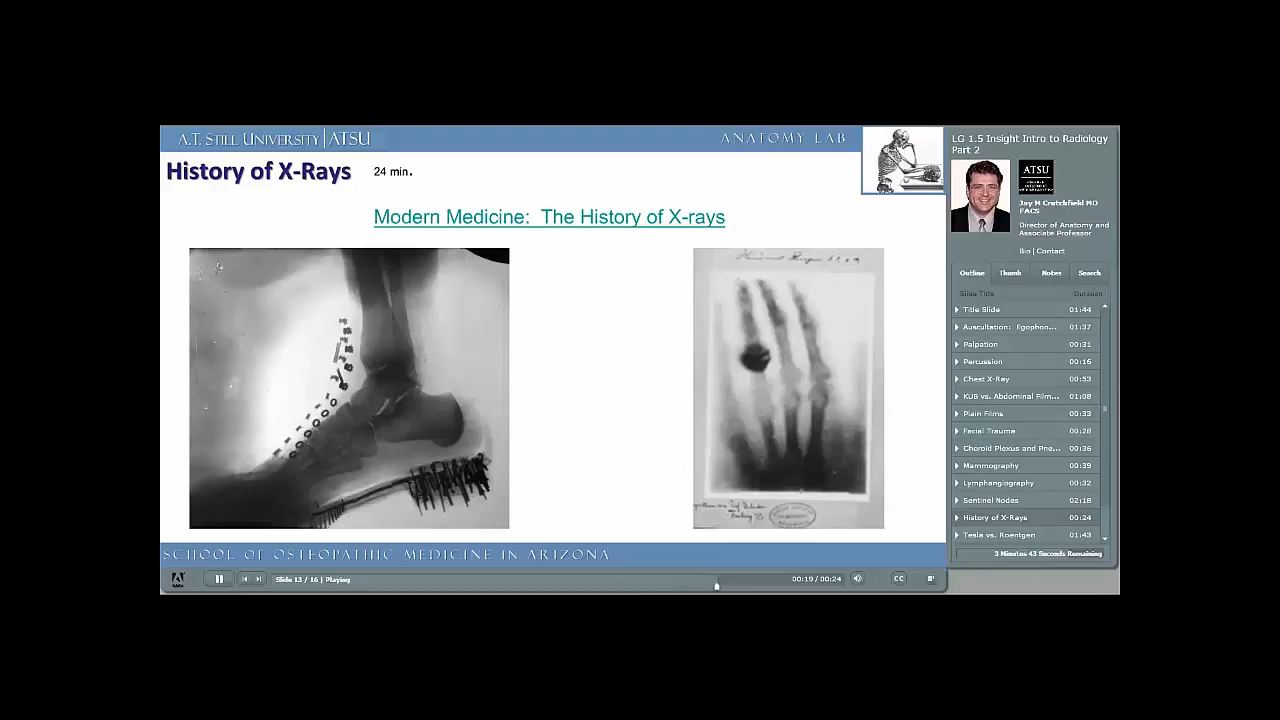 A.T. STILL UNIVERSITY | ATSU
ANATOMY LAB
History of X-Rays 24 min.
Modern Medicine: The History of X-rays
SCHOOL OF OSTEOPATHIC MEDICINE IN ARIZONA
Adobe
Slide 13 / 16 | Playing
00:19 / 00:24
CC
LG 1.5 Insight Intro to Radiology
Part 2
ATSU
Jay M Crutchfield MD
FACS
Director of Anatomy and
Associate Professor
Bio | Contact
Outline Thumb Notes Search
Slide Title Duration
Title Slide 01:44
Auscultation: Egophon... 01:37
Palpation 00:31
Percussion 00:16
Chest X-Ray 00:53
KUB vs. Abdominal Film... 01:08
Plain Films 00:33
Facial Trauma 00:28
Choroid Plexus and Pne... 00:36
Mammography 00:39
Lymphangiography 00:32
Sentinel Nodes 02:18
History of X-Rays 00:24
Tesla vs. Roentgen 01:43
3 Minutes 43 Seconds Remaining